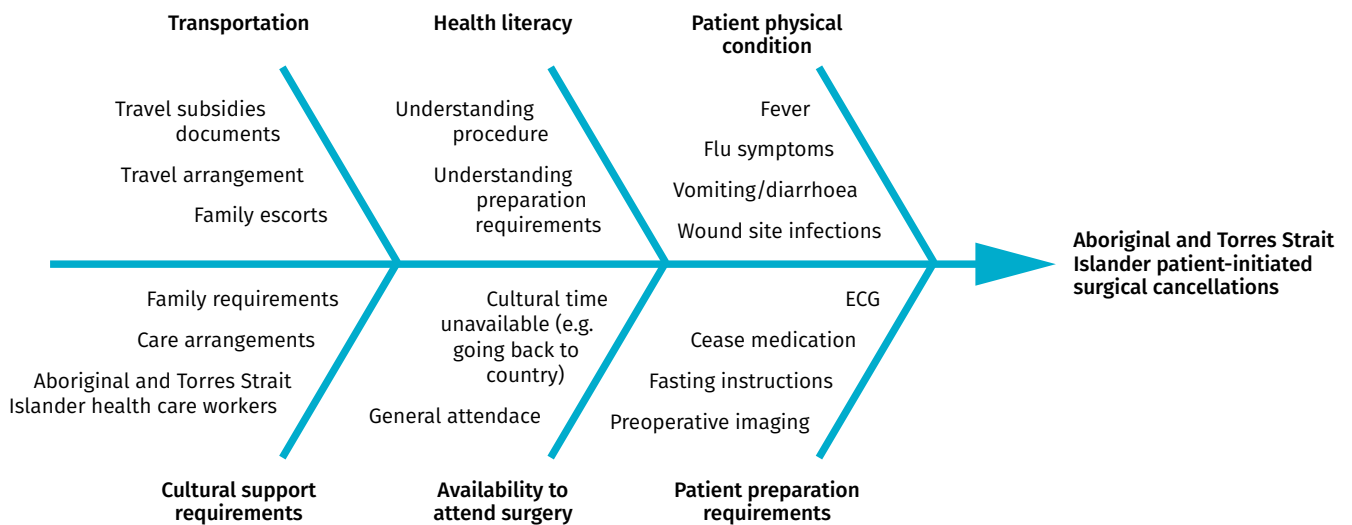 Transportation
Health literacy
Patient physical
condition
Travel subsidies
documents
Travel arrangement
Family escorts
Understanding
procedure
Understanding
preparation
requirements
Fever
Flu symptoms
Vomiting/diarrhoea
Wound site infections
Aboriginal and Torres Strait
Islander patient-initiated
surgical cancellations
Family requirements
Care arrangements
Aboriginal and Torres Strait
Islander health care workers
Cultural time
unavailable (e.g.
going back to
country)
General attendace
ECG
Cease medication
Fasting instructions
Preoperative imaging
Cultural support
requirements
Availability to
attend surgery
Patient preparation
requirements